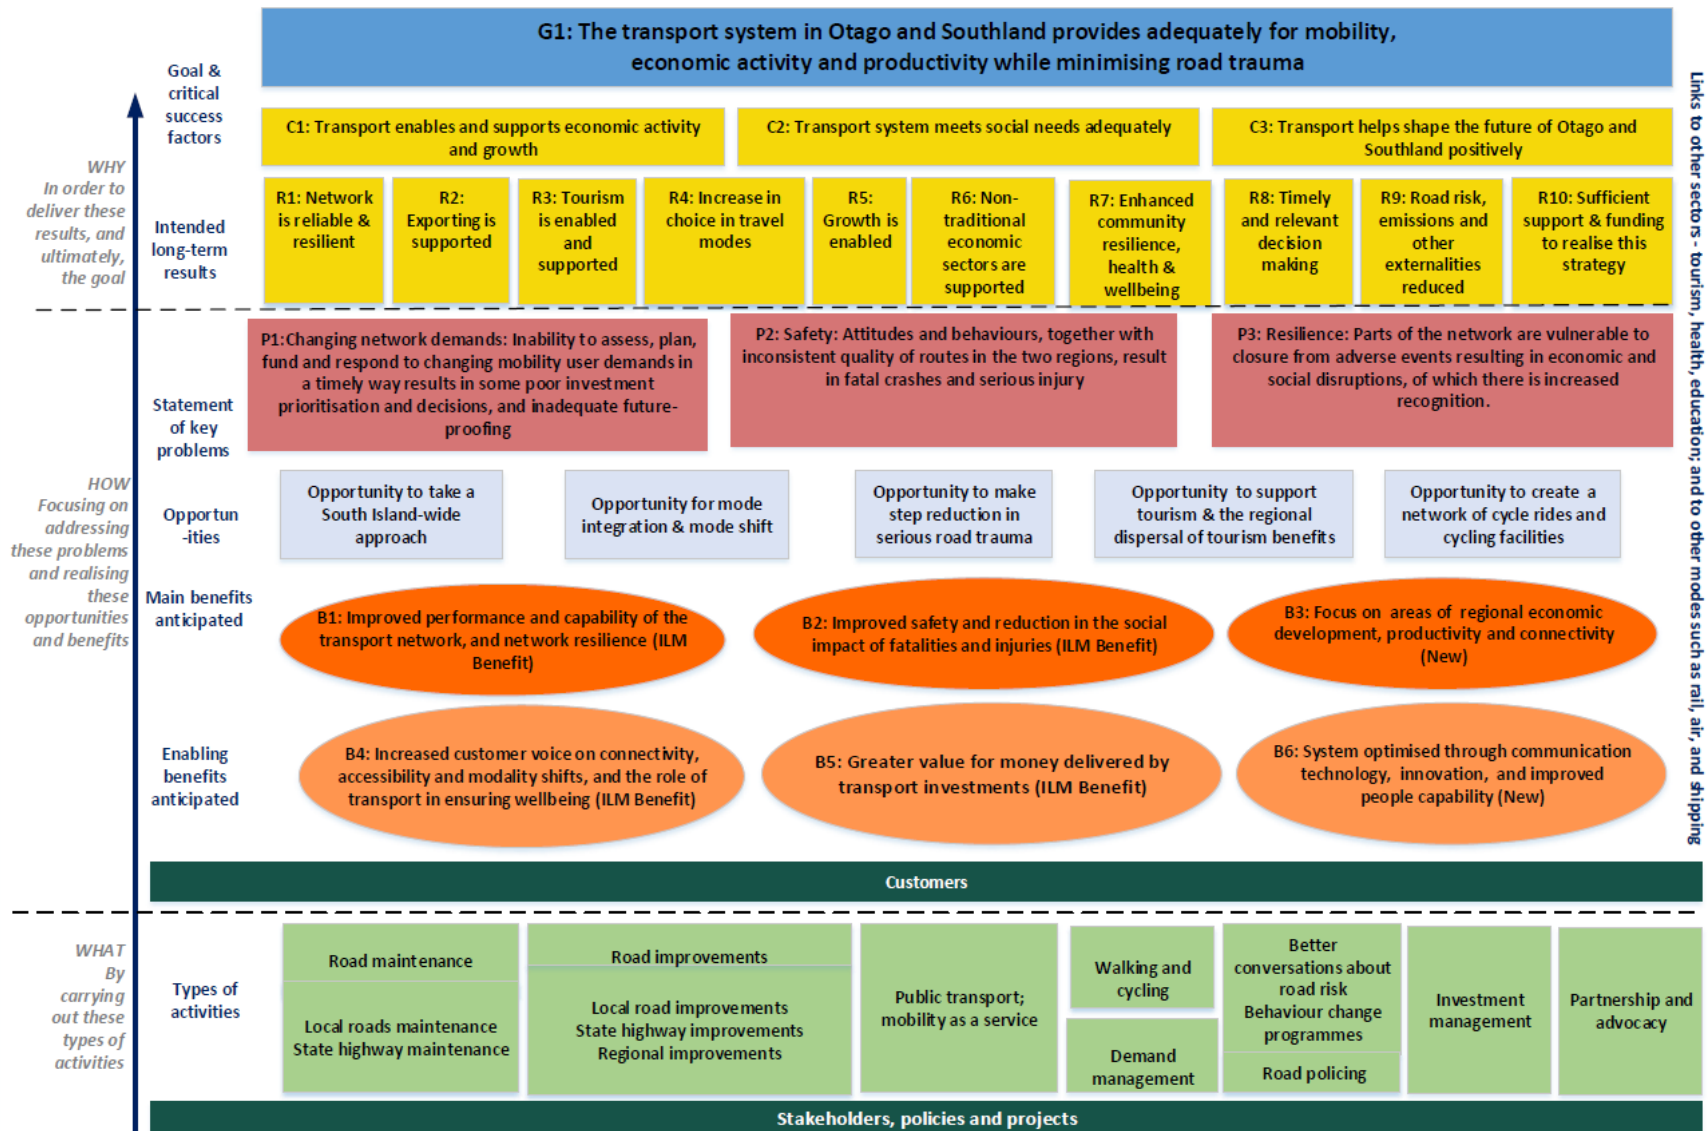 G1: The transport system in Otago and Southland provides adequately for mobility,
economic activity and productivity while minimising road trauma
Goal &
critical
success
factors
C1: Transport enables and supports economic activity
and growth
C2: Transport system meets social needs adequately
C3: Transport helps shape the future of Otago and
Southland positively
WHY
In order to
deliver these
results, and
ultimately,
the goal
Intended
long-term
results
R1: Network
is reliable &
resilient
R2:
Exporting is
supported
R3: Tourism
is enabled
and
supported
R4: Increase in
choice in travel
modes
R5:
Growth is
enabled
R6: Non-
traditional
economic
sectors are
supported
R7: Enhanced
community
resilience,
health &
wellbeing
R8: Timely
and relevant
decision
making
R9: Road risk,
emissions and
other
externalities
reduced
R10: Sufficient
support & funding
to realise this
strategy
Statement
of key
problems
P1:Changing network demands: Inability to assess, plan,
fund and respond to changing mobility user demands in
a timely way results in some poor investment
prioritisation and decisions, and inadequate future-
proofing
P2: Safety: Attitudes and behaviours, together with
inconsistent quality of routes in the two regions, result
in fatal crashes and serious injury
P3: Resilience: Parts of the network are vulnerable to
closure from adverse events resulting in economic and
social disruptions, of which there is increased
recognition.
HOW
Focusing on
addressing
these problems
and realising
these
opportunities
and benefits
Opportun
-ities
Opportunity to take a
South Island-wide
approach
Opportunity for mode
integration & mode shift
Opportunity to make
step reduction in
serious road trauma
Opportunity to support
tourism & the regional
dispersal of tourism benefits
Opportunity to create a
network of cycle rides and
cycling facilities
Main benefits
anticipated
B1: Improved performance and capability of the
transport network, and network resilience (ILM
Benefit)
B2: Improved safety and reduction in the social
impact of fatalities and injuries (ILM Benefit)
B3: Focus on areas of regional economic
development, productivity and connectivity
(New)
Enabling
benefits
anticipated
B4: Increased customer voice on connectivity,
accessibility and modality shifts, and the role of
transport in ensuring wellbeing (ILM Benefit)
B5: Greater value for money delivered by
transport investments (ILM Benefit)
B6: System optimised through communication
technology, innovation, and improved
people capability (New)
Customers
WHAT
By
carrying
out these
types of
activities
Types of
activities
Road maintenance
Local roads maintenance
State highway maintenance
Road improvements
Local road improvements
State highway improvements
Regional improvements
Public transport;
mobility as a service
Walking and
cycling
Demand
management
Better
conversations about
road risk
Behaviour change
programmes
Road policing
Investment
management
Partnership and
advocacy
Stakeholders, policies and projects
Links to other sectors - tourism, health, education; and to other modes such as rail, air, and shipping